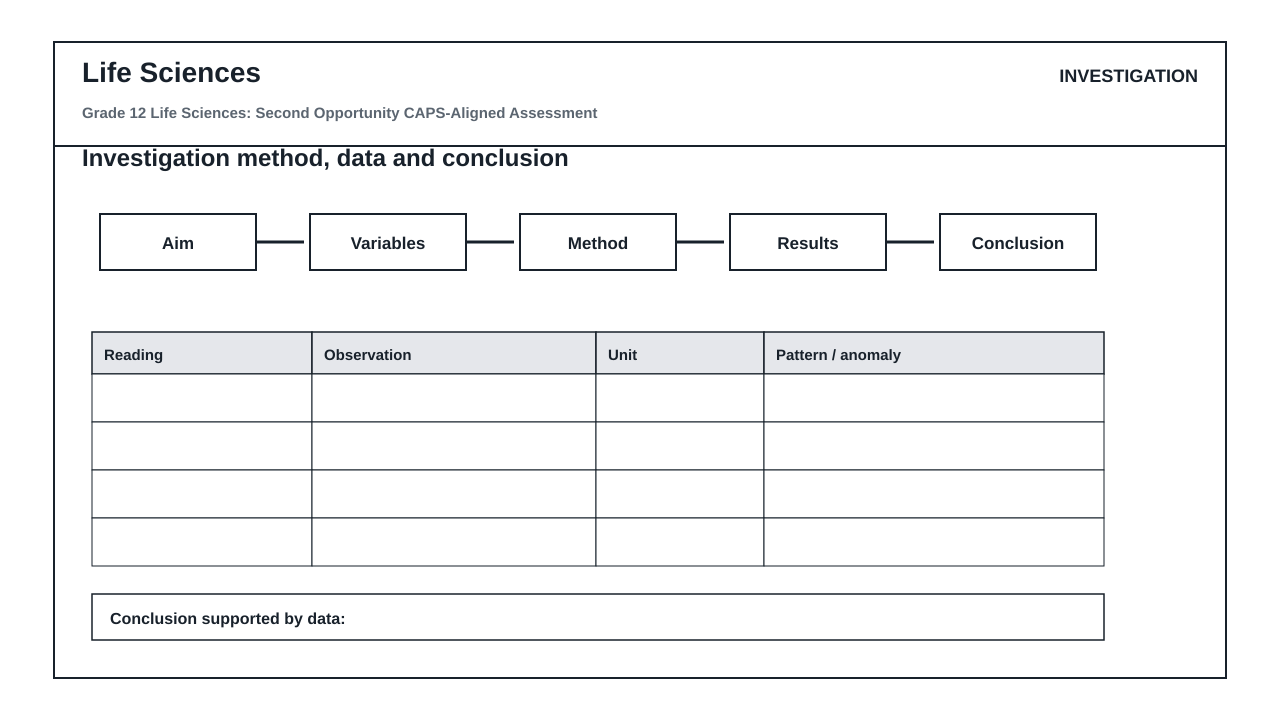 Life Sciences
INVESTIGATION
Grade 12 Life Sciences: Second Opportunity CAPS-Aligned Assessment
Investigation method, data and conclusion
Aim Variables Method Results Conclusion
Reading Observation Unit Pattern / anomaly
Conclusion supported by data: